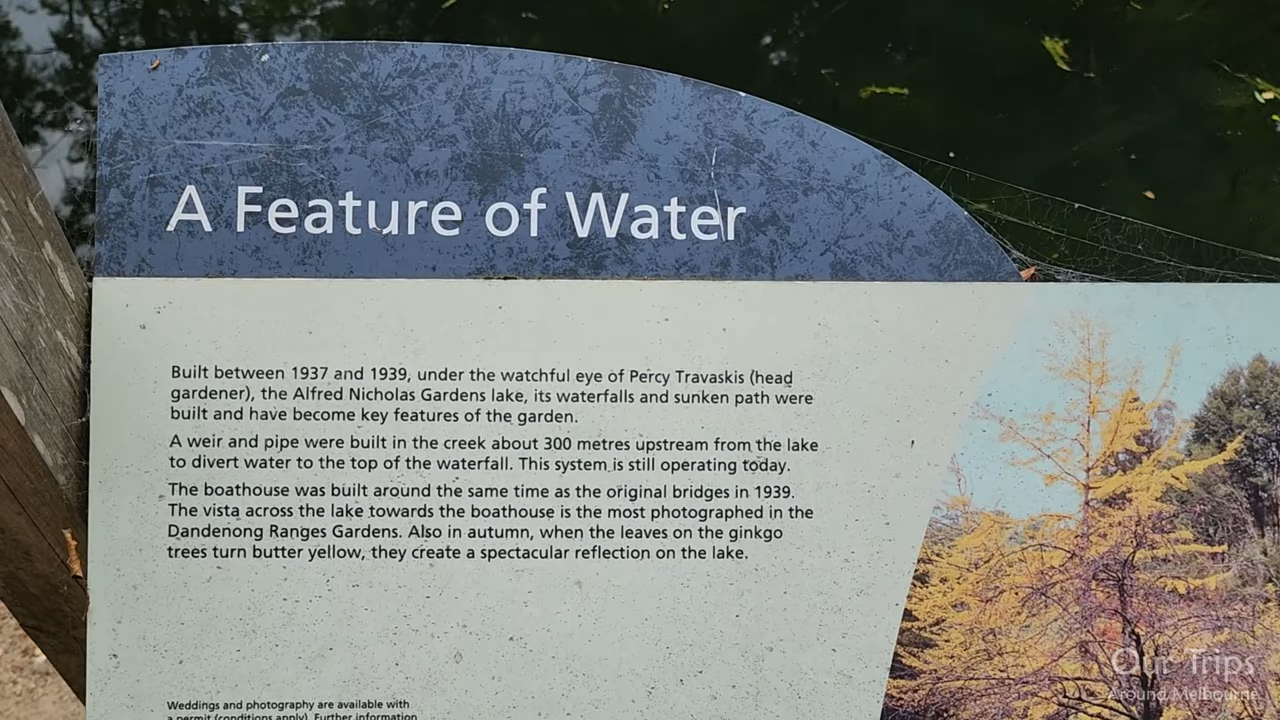 A Feature of Water
Built between 1937 and 1939, under the watchful eye of Percy Travaskis (head
gardener), the Alfred Nicholas Gardens lake, its waterfalls and sunken path were
built and have become key features of the garden.
A weir and pipe were built in the creek about 300 metres upstream from the lake
to divert water to the top of the waterfall. This system is still operating today.
The boathouse was built around the same time as the original bridges in 1939.
The vista across the lake towards the boathouse is the most photographed in the
Dandenong Ranges Gardens. Also in autumn, when the leaves on the ginkgo
trees turn butter yellow, they create a spectacular reflection on the lake.
Weddings and photography are available with
a permit (conditions apply). Further information
Our Trips
Around Melbourne